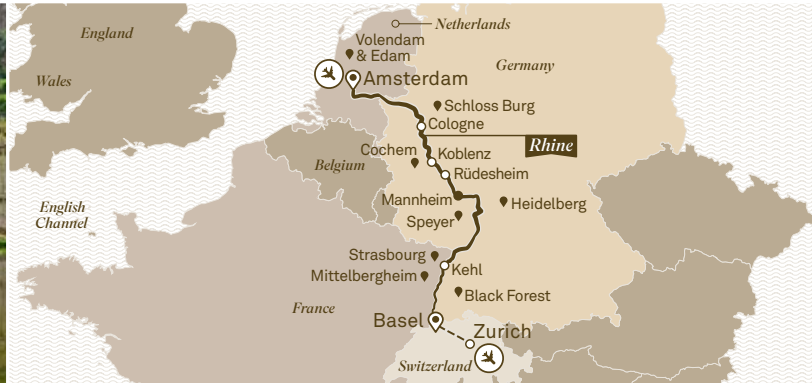 England
Netherlands
Volendam
& Edam
Wales
Germany
Amsterdam
Schloss Burg
Cologne
Rhine
Cochem
Koblenz
Belgium
Rüdesheim
Mannheim
Heidelberg
English
Channel
Speyer
Strasbourg
Kehl
Mittelbergheim
Black Forest
France
Basel
Zurich
Switzerland